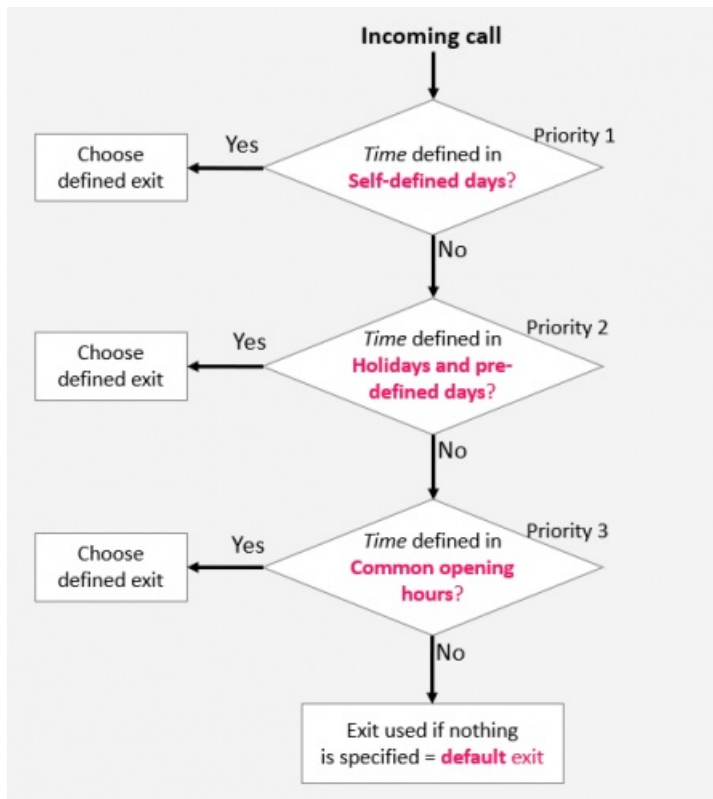 Incoming call
Priority 1
Time defined in
Self-defined days?
Yes
Choose
defined exit
No
Priority 2
Time defined in
Holidays and pre-
defined days?
Yes
Choose
defined exit
No
Priority 3
Time defined in
Common opening
hours?
Yes
Choose
defined exit
No
Exit used if nothing
is specified = default exit